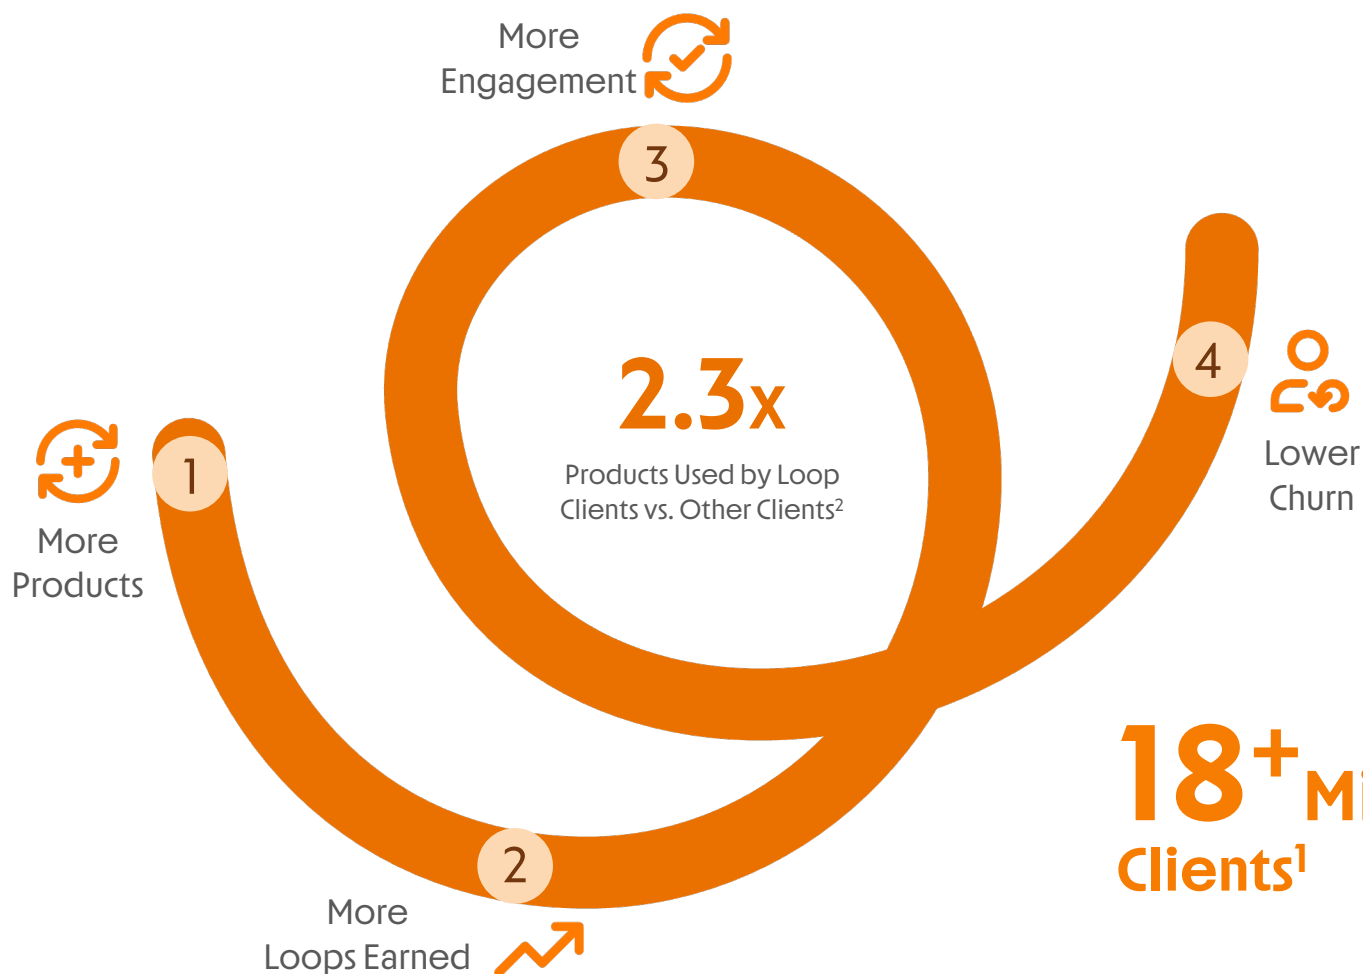 More
Engagement
3
2.3x
Products Used by Loop
Clients vs. Other Clients²
4
Lower
Churn
1
More
Products
18+ Mi
Clients¹
2
More
Loops Earned